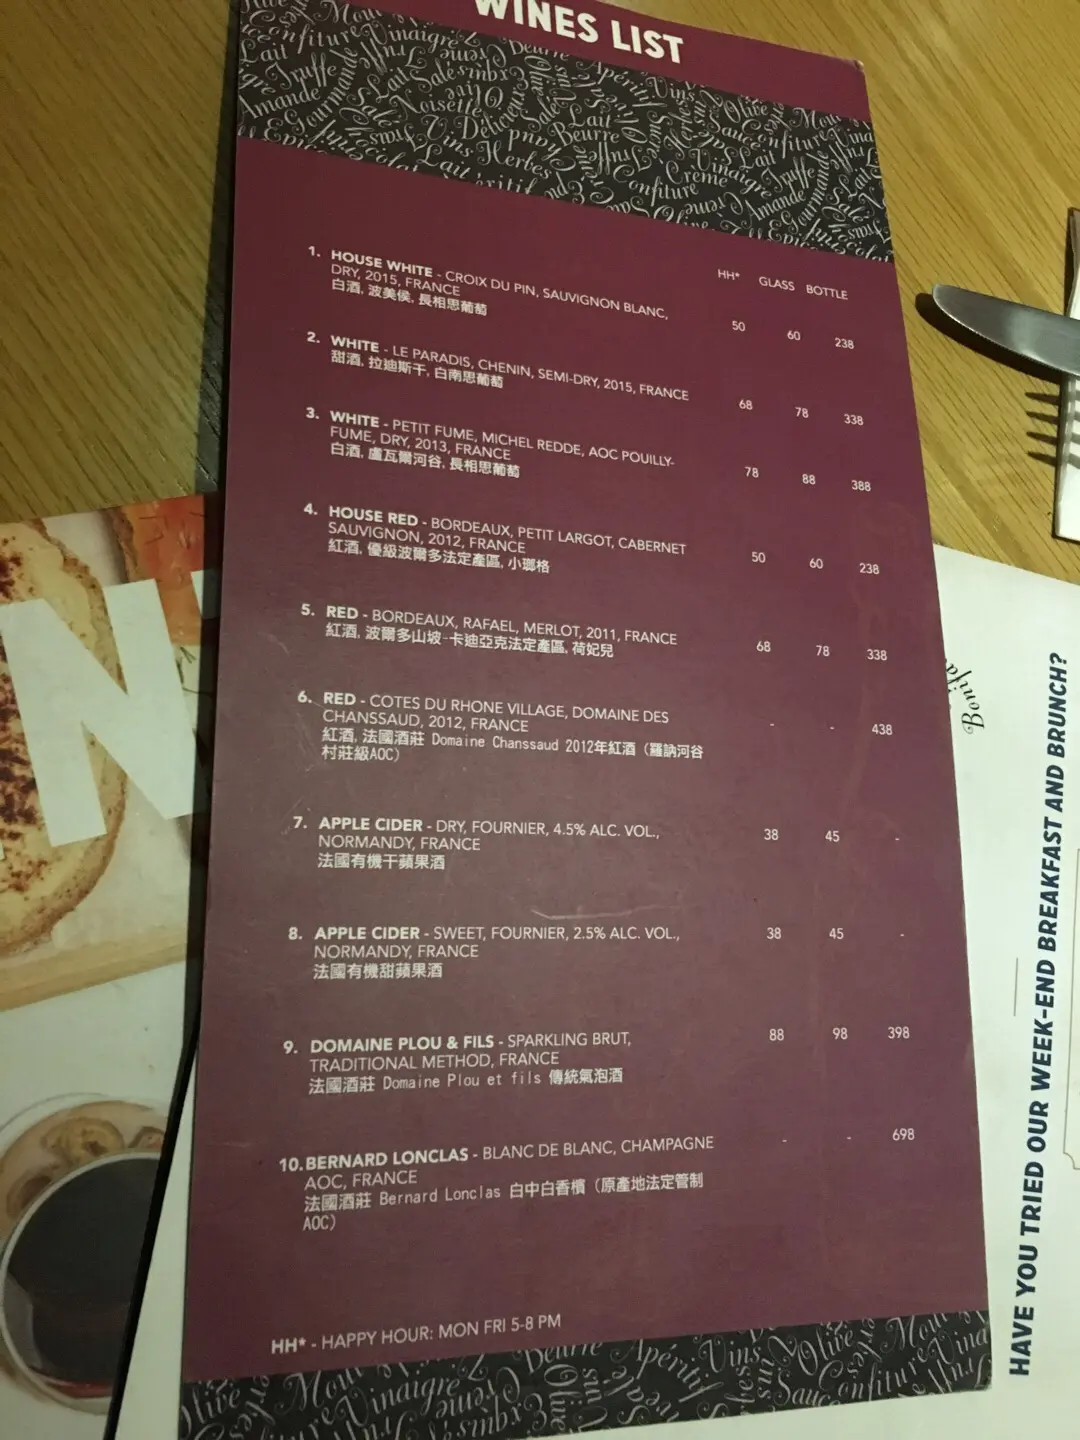 WINES LIST
HH* GLASS BOTTLE
1. HOUSE WHITE - CROIX DU PIN, SAUVIGNON BLANC,
DRY, 2015, FRANCE
白酒, 波美侯, 長相思葡萄
50 60 238
2. WHITE - LE PARADIS, CHENIN, SEMI-DRY, 2015, FRANCE
甜酒, 拉迪斯干, 白南思葡萄
68 78 338
3. WHITE - PETIT FUME, MICHEL REDDE, AOC POUILLY-
FUME, DRY, 2013, FRANCE
白酒, 盧瓦爾河谷, 長相思葡萄
78 88 388
4. HOUSE RED - BORDEAUX, PETIT LARGOT, CABERNET
SAUVIGNON, 2012, FRANCE
紅酒, 優級波爾多法定產區, 小瑯格
50 60 238
5. RED - BORDEAUX, RAFAEL, MERLOT, 2011, FRANCE
紅酒, 波爾多山坡-卡迪亞克法定產區, 荷妃兒
68 78 338
6. RED - COTES DU RHONE VILLAGE, DOMAINE DES
CHANSSAUD, 2012, FRANCE
紅酒, 法國酒莊 Domaine Chanssaud 2012年紅酒 (羅訥河谷
村莊級AOC)
- - 438
7. APPLE CIDER - DRY, FOURNIER, 4.5% ALC. VOL.,
NORMANDY, FRANCE
法國有機干蘋果酒
38 45 -
8. APPLE CIDER - SWEET, FOURNIER, 2.5% ALC. VOL.,
NORMANDY, FRANCE
法國有機甜蘋果酒
38 45 -
9. DOMAINE PLOU & FILS - SPARKLING BRUT,
TRADITIONAL METHOD, FRANCE
法國酒莊 Domaine Plou et fils 傳統氣泡酒
88 98 398
10. BERNARD LONCLAS - BLANC DE BLANC, CHAMPAGNE
AOC, FRANCE
法國酒莊 Bernard Lonclas 白中白香檳 (原產地法定管制
AOC)
- - 698
HH* - HAPPY HOUR: MON FRI 5-8 PM
HAVE YOU TRIED OUR WEEK-END BREAKFAST AND BRUNCH?